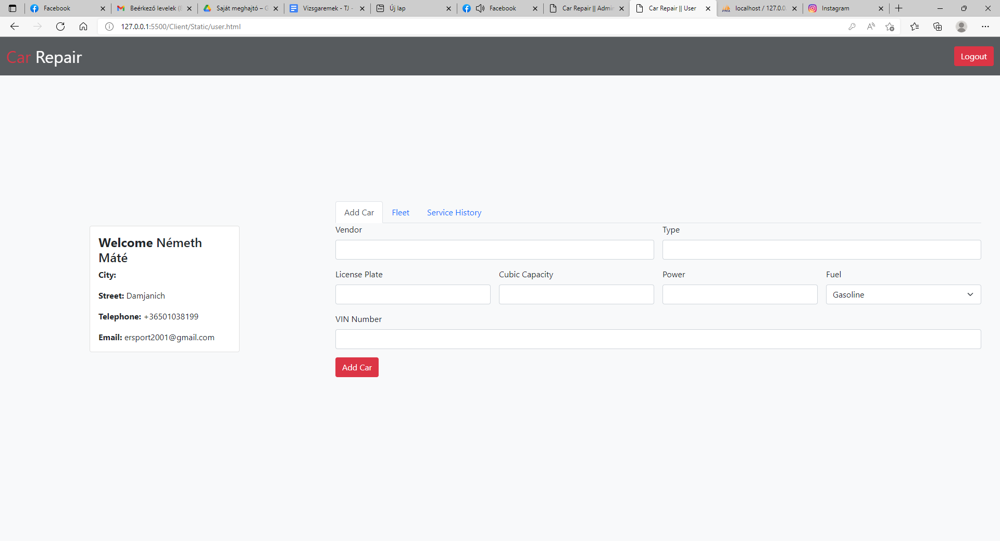 Facebook
Beérkező levelek (
Saját meghajtó – G
Vizsgaremek - TJ -
Új lap
Facebook
Car Repair || Admin
Car Repair || User
localhost / 127.0.0
Instagram
127.0.0.1:5500/Client/Static/user.html
Car Repair
Logout
Add Car
Fleet
Service History
Welcome Németh
Máté
City:
Street: Damjanich
Telephone: +36501038199
Email: ersport2001@gmail.com
Vendor
Type
License Plate
Cubic Capacity
Power
Fuel
Gasoline
VIN Number
Add Car